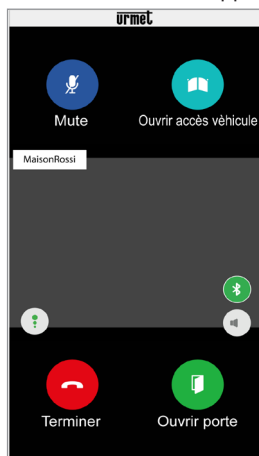 urmet
Mute
Ouvrir accès vèhicule
MaisonRossi
Terminer
Ouvrir porte